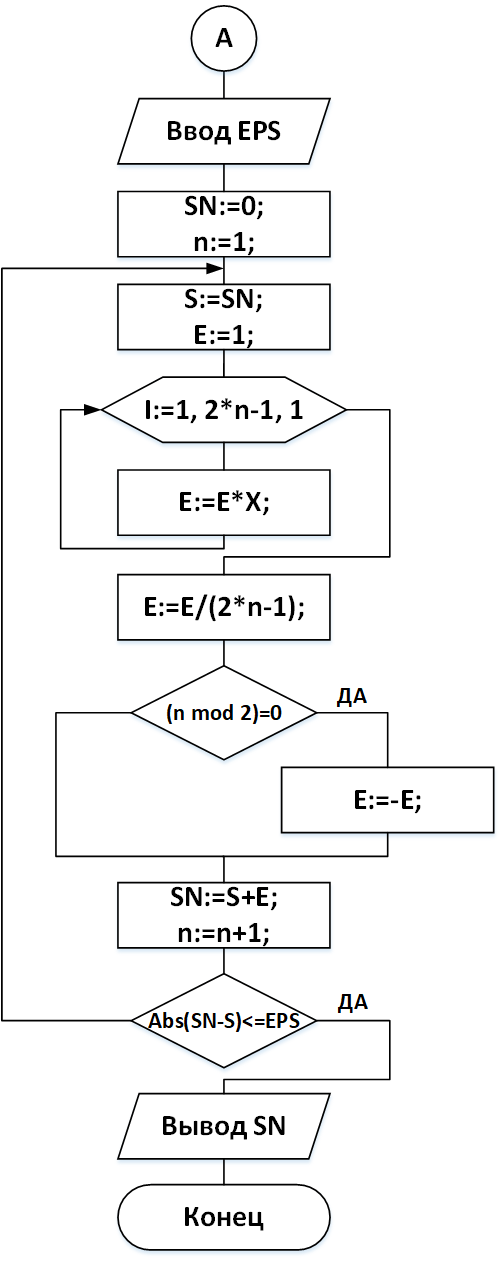 А
Ввод EPS
SN:=0;
n:=1;
S:=SN;
E:=1;
I:=1, 2*n-1, 1
E:=E*X;
E:=E/(2*n-1);
(n mod 2)=0
ДА
E:=-E;
SN:=S+E;
n:=n+1;
Abs(SN-S)<=EPS
ДА
Вывод SN
Конец